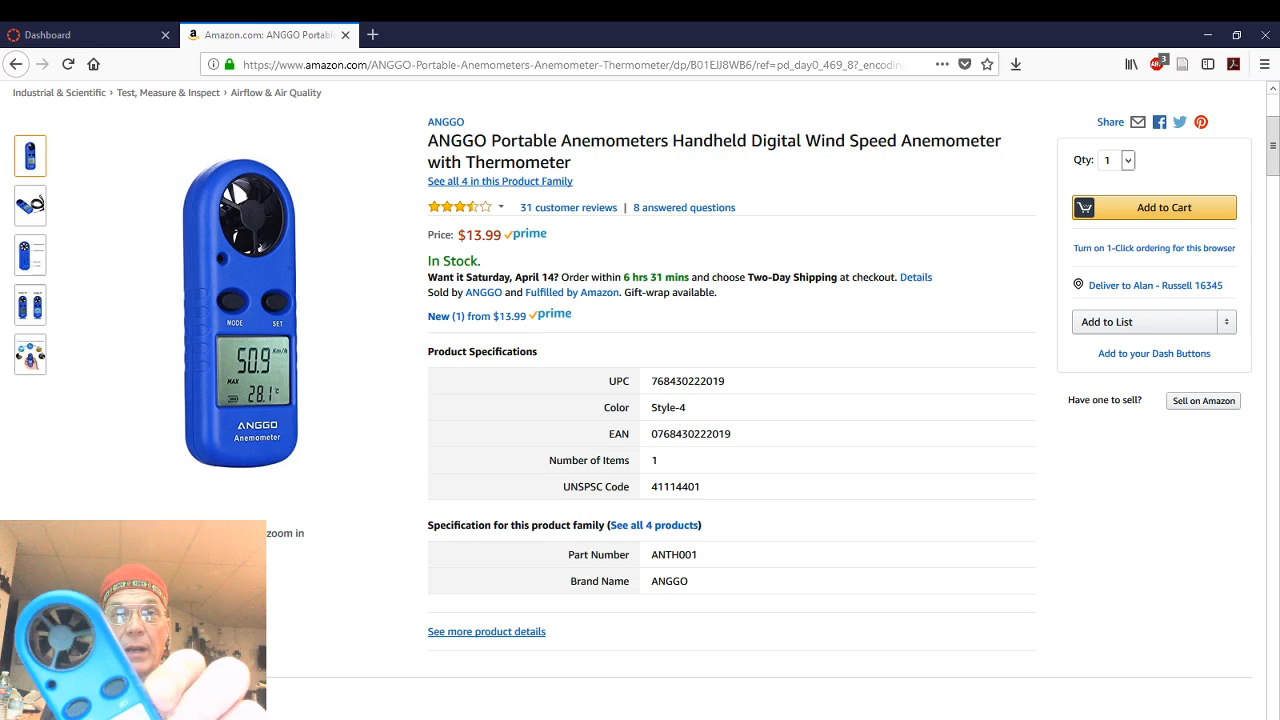 Dashboard
Amazon.com: ANGGO Portabl
https://www.amazon.com/ANGGO-Portable-Anemometers-Anemometer-Thermometer/dp/B01EIJ8WB6/ref=pd_day0_469_8?_encoding
3
Industrial & Scientific › Test, Measure & Inspect › Airflow & Air Quality
Share
ANGGO
ANGGO Portable Anemometers Handheld Digital Wind Speed Anemometer
with Thermometer
See all 4 in this Product Family
31 customer reviews | 8 answered questions
Price: $13.99 prime
In Stock.
Want it Saturday, April 14? Order within 6 hrs 31 mins and choose Two-Day Shipping at checkout. Details
Sold by ANGGO and Fulfilled by Amazon. Gift-wrap available.
New (1) from $13.99 prime
Product Specifications
UPC 768430222019
Color Style-4
EAN 0768430222019
Number of Items 1
UNSPSC Code 41114401
Specification for this product family (See all 4 products)
Part Number ANTH001
Brand Name ANGGO
See more product details
Qty: 1
Add to Cart
Turn on 1-Click ordering for this browser
Deliver to Alan - Russell 16345
Add to List
Add to your Dash Buttons
Have one to sell? Sell on Amazon
MODE SET
50.9 Km/h
MAX
28.1 °C
ANGGO
Anemometer
zoom in